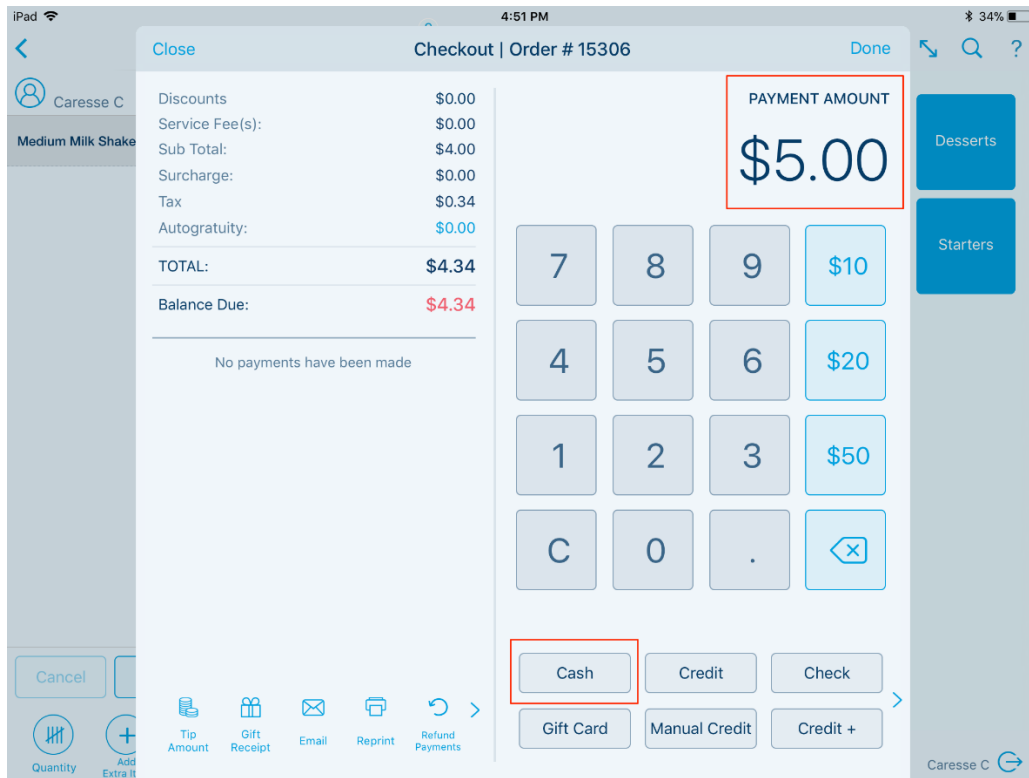 iPad 4:51 PM 34%
Close Checkout | Order # 15306 Done ?
Caresse C
Medium Milk Shake
Discounts $0.00
Service Fee(s): $0.00
Sub Total: $4.00
Surcharge: $0.00
Tax $0.34
Autogratuity: $0.00
TOTAL: $4.34
Balance Due: $4.34
No payments have been made
PAYMENT AMOUNT
$5.00
7 8 9 $10
4 5 6 $20
1 2 3 $50
C 0 .
Cash Credit Check
Gift Card Manual Credit Credit +
Desserts
Starters
Cancel
Quantity
Add
Extra It
Tip
Amount
Gift
Receipt
Email
Reprint
Refund
Payments
Caresse C